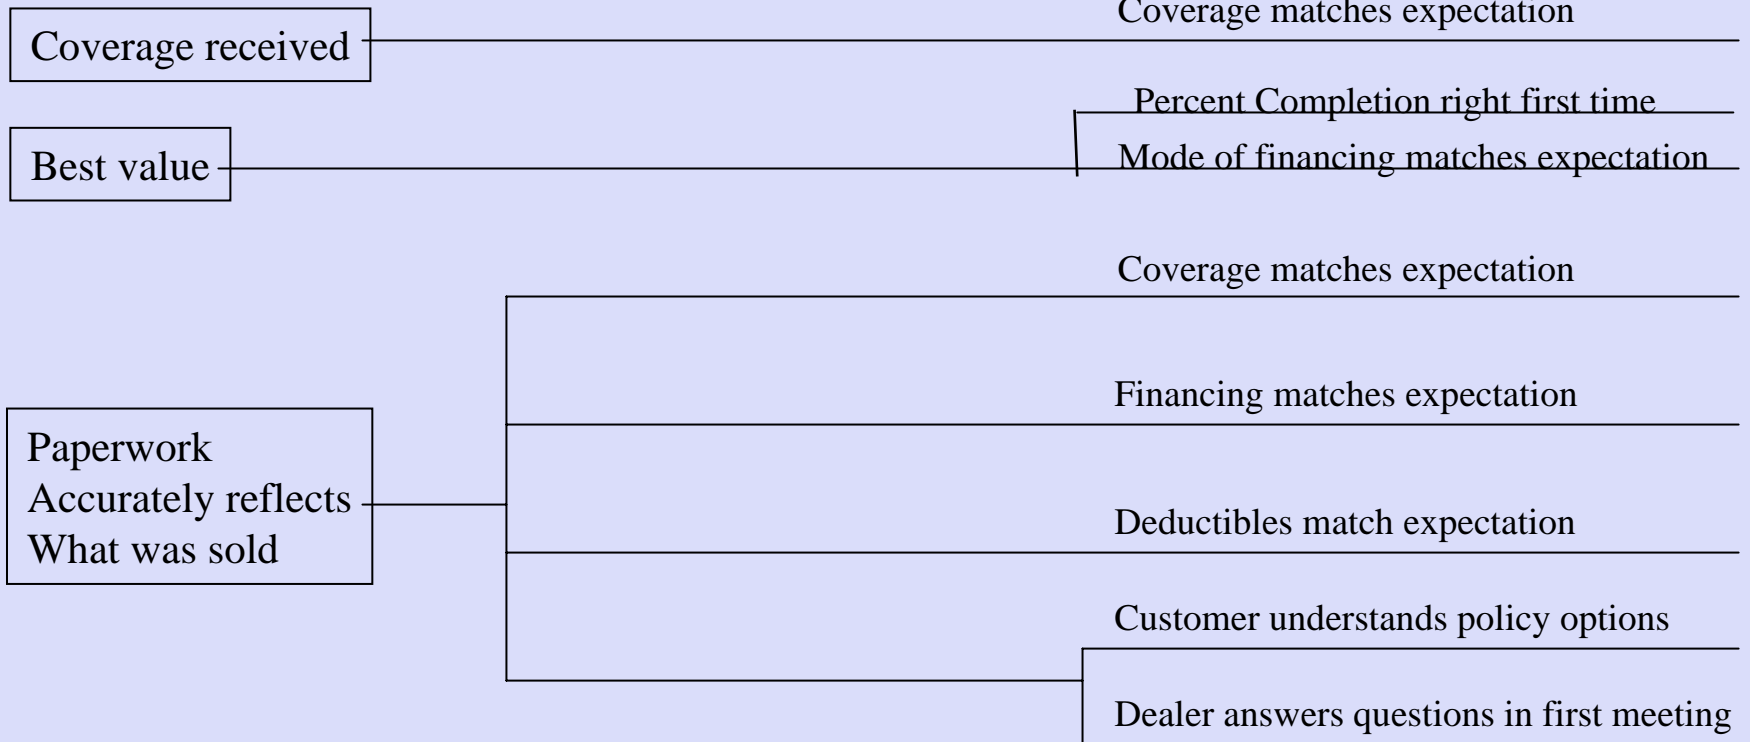 Coverage matches expectation
Coverage received
Percent Completion right first time
Best value
Mode of financing matches expectation
Coverage matches expectation
Financing matches expectation
Paperwork
Accurately reflects
What was sold
Deductibles match expectation
Customer understands policy options
Dealer answers questions in first meeting